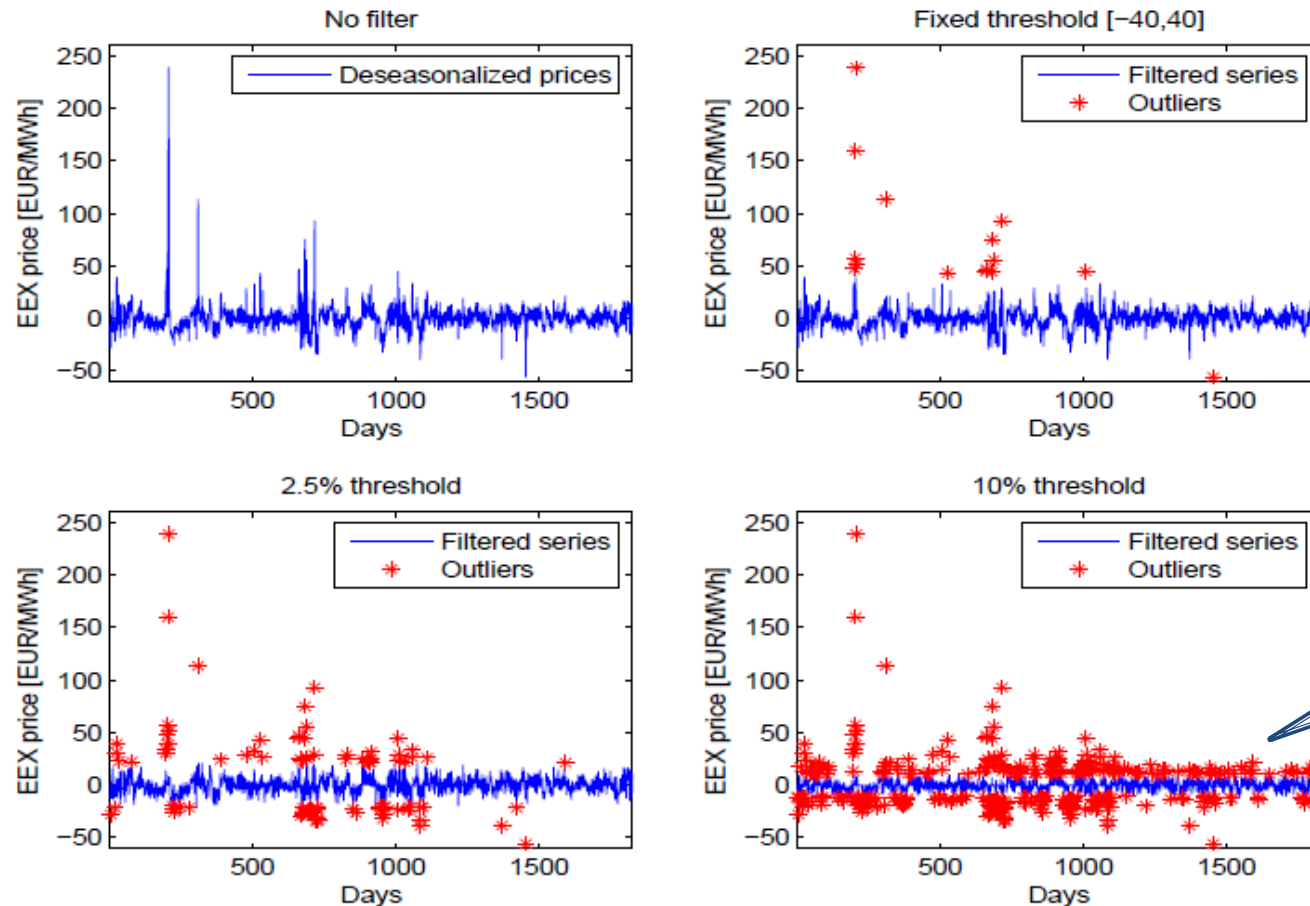 No filter
EEX price [EUR/MWh]
250
200
150
100
50
0
−50
Deseasonalized prices
500
1000
1500
Days
Fixed threshold [−40,40]
EEX price [EUR/MWh]
250
200
150
100
50
0
−50
Filtered series
Outliers
500
1000
1500
Days
2.5% threshold
EEX price [EUR/MWh]
250
200
150
100
50
0
−50
Filtered series
Outliers
500
1000
1500
Days
10% threshold
EEX price [EUR/MWh]
250
200
150
100
50
0
−50
Filtered series
Outliers
500
1000
1500
Days